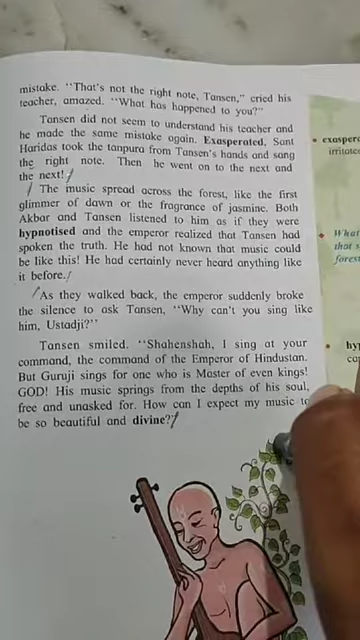 mistake. "That's not the right note, Tansen," cried his
teacher, amazed. "What has happened to you?"
Tansen did not seem to understand his teacher and
he made the same mistake again. Exasperated, Sant
Haridas took the tanpura from Tansen's hands and sang
the right note. Then he went on to the next and
the next!
The music spread across the forest, like the first
glimmer of dawn or the fragrance of jasmine. Both
Akbar and Tansen listened to him as if they were
hypnotised and the emperor realized that Tansen had
spoken the truth. He had not known that music could
be like this! He had certainly never heard anything like
it before.
As they walked back, the emperor suddenly broke
the silence to ask Tansen, "Why can't you sing like
him, Ustadji?"
Tansen smiled. "Shahenshah, I sing at your
command, the command of the Emperor of Hindustan.
But Guruji sings for one who is Master of even kings!
GOD! His music springs from the depths of his soul,
free and unasked for. How can I expect my music to
be so beautiful and divine?"
What
that s